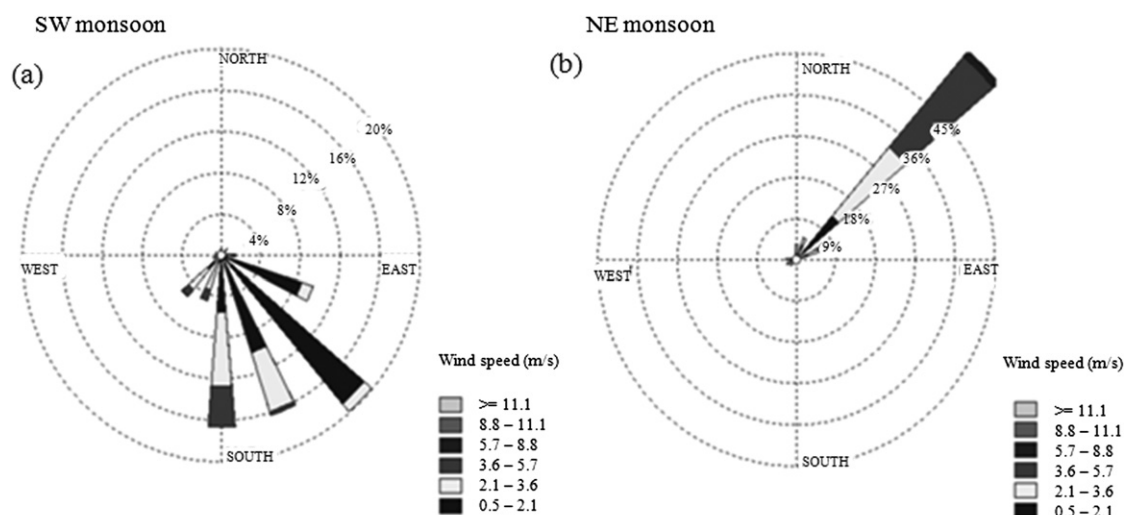 SW monsoon
(a)
NORTH
20%
16%
12%
8%
4%
WEST
EAST
SOUTH
Wind speed (m/s)
>= 11.1
8.8 – 11.1
5.7 – 8.8
3.6 – 5.7
2.1 – 3.6
0.5 – 2.1
NE monsoon
(b)
NORTH
45%
36%
27%
18%
9%
WEST
EAST
SOUTH
Wind speed (m/s)
>= 11.1
8.8 – 11.1
5.7 – 8.8
3.6 – 5.7
2.1 – 3.6
0.5 – 2.1